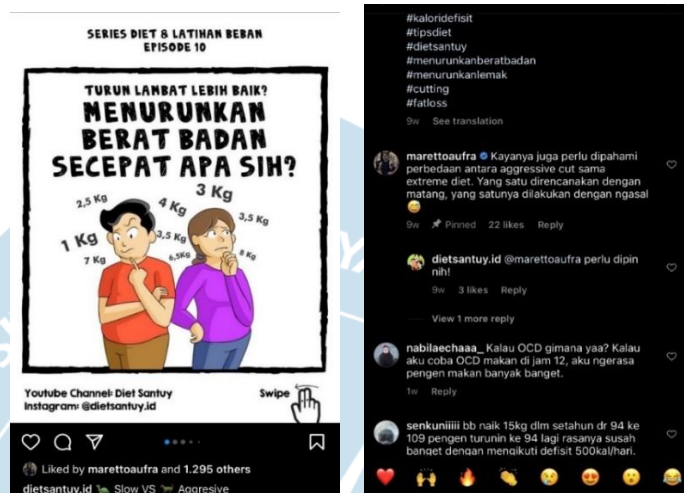 SERIES DIET & LATIHAN BEBAN
EPISODE 10
TURUN LAMBAT LEBIH BAIK?
MENURUNKAN
BERAT BADAN
SECEPAT APA SIH?
2,5 Kg
4 Kg
3 Kg
3,5 Kg
1 Kg
3,5 Kg
7 Kg
6,5Kg
8 Kg
Youtube Channel: Diet Santuy
Instagram: @dietsantuy.id
Swipe
Liked by marettoaufra and 1.295 others
dietsantuy.id 🦕 Slow VS 🐆 Aggresive
#kaloridefisit
#tipsdiet
#dietsantuy
#menurunkanberatbadan
#menurunkanlemak
#cutting
#fatloss
9w See translation
marettoaufra Kayanya juga perlu dipahami
perbedaan antara aggressive cut sama
extreme diet. Yang satu direncanakan dengan
matang, yang satunya dilakukan dengan ngasal
😅
9w Pinned 22 likes Reply
dietsantuy.id @marettoaufra perlu dipin
nih!
9w 3 likes Reply
View 1 more reply
nabilaechaaa_ Kalau OCD gimana yaa? Kalau
aku coba OCD makan di jam 12, aku ngerasa
pengen makan banyak banget.
1w Reply
senkuniiiii bb naik 15kg dlm setahun dr 94 ke
109 pengen turunin ke 94 lagi rasanya susah
banget dengan mengikuti defisit 500kal/hari.